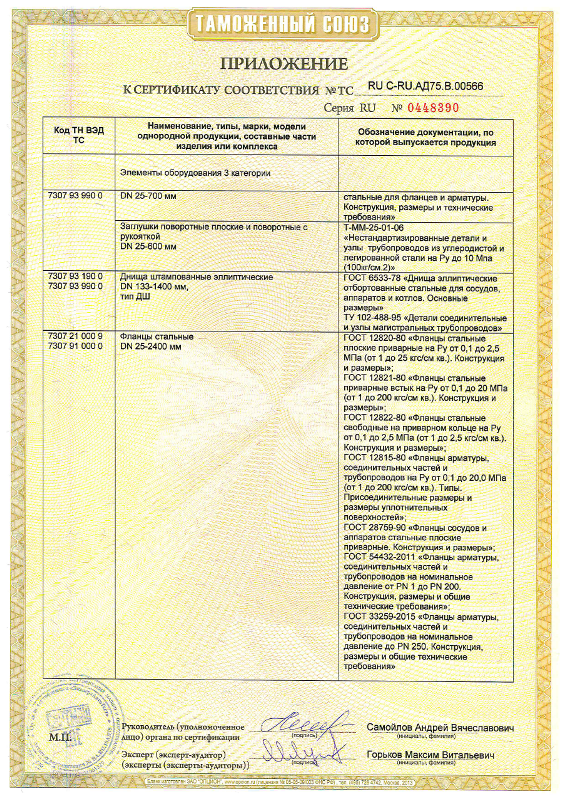 ТАМОЖЕННЫЙ СОЮЗ
ПРИЛОЖЕНИЕ
К СЕРТИФИКАТУ СООТВЕТСТВИЯ № ТС RU C-RU.АД75.В.00566
Серия RU № 0448390
Код ТН ВЭД
ТС
Наименование, типы, марки, модели
однородной продукции, составные части
изделия или комплекса
Обозначение документации, по
которой выпускается продукция
Элементы оборудования 3 категории
7307 93 990 0
DN 25-700 мм
стальные для фланцев и арматуры.
Конструкция, размеры и технические
требования»
Заглушки поворотные плоские и поворотные с
рукояткой
DN 25-600 мм
Т-ММ-25-01-06
«Нестандартизированные детали и
узлы трубопроводов из углеродистой и
легированной стали на Ру до 10 Мпа
(100кг/см.2)»
7307 93 190 0
7307 93 990 0
Днища штампованные эллиптические
DN 133-1400 мм,
тип ДШ
ГОСТ 6533-78 «Днища эллиптические
отбортованные стальные для сосудов,
аппаратов и котлов. Основные
размеры»
ТУ 102-488-95 «Детали соединительные
и узлы магистральных трубопроводов»
7307 21 000 9
7307 91 000 0
Фланцы стальные
DN 25-2400 мм
ГОСТ 12820-80 «Фланцы стальные
плоские приварные на Ру от 0,1 до 2,5
МПа (от 1 до 25 кгс/см кв.). Конструкция
и размеры»;
ГОСТ 12821-80 «Фланцы стальные
приварные встык на Ру от 0,1 до 20 МПа
(от 1 до 200 кгс/см кв.). Конструкция и
размеры»;
ГОСТ 12822-80 «Фланцы стальные
свободные на приварном кольце на Ру
от 0,1 до 2,5 МПа (от 1 до 2,5 кгс/см кв.).
Конструкция и размеры»;
ГОСТ 12815-80 «Фланцы арматуры,
соединительных частей и
трубопроводов на Ру от 0,1 до 20,0 МПа
(от 1 до 200 кгс/см кв.). Типы.
Присоединительные размеры и
размеры уплотнительных
поверхностей»;
ГОСТ 28759-90 «Фланцы сосудов и
аппаратов стальные плоские
приварные. Конструкция и размеры»;
ГОСТ 54432-2011 «Фланцы арматуры,
соединительных частей и
трубопроводов на номинальное
давление от PN 1 до PN 200.
Конструкция, размеры и общие
технические требования»;
ГОСТ 33259-2015 «Фланцы арматуры,
соединительных частей и
трубопроводов на номинальное
давление до PN 250. Конструкция,
размеры и общие технические
требования»
М.П.
Руководитель (уполномоченное
лицо) органа по сертификации
(подпись)
Самойлов Андрей Вячеславович
(инициалы, фамилия)
Эксперт (эксперт-аудитор)
(эксперты (эксперты-аудиторы))
(подпись)
Горьков Максим Витальевич
(инициалы, фамилия)